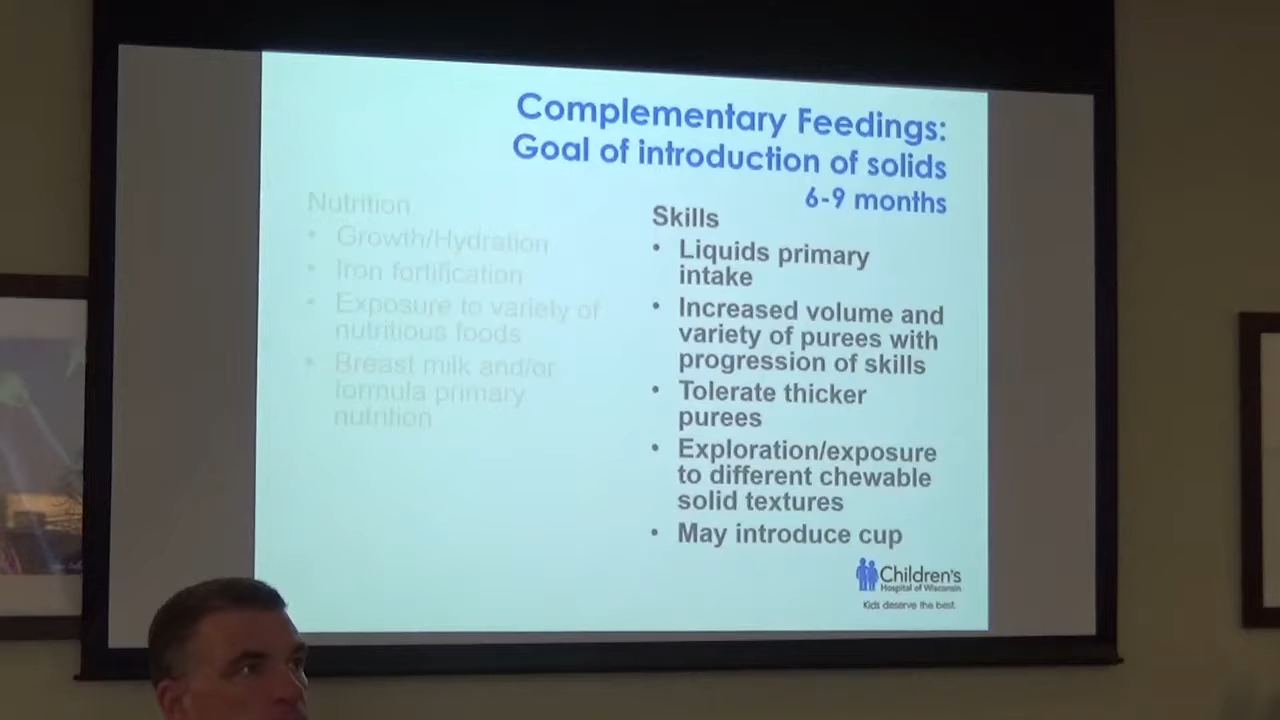 Complementary Feedings:
Goal of introduction of solids
6-9 months
Nutrition
• Growth/Hydration
• Iron fortification
• Exposure to variety of
nutritious foods
• Breast milk and/or
formula primary
nutrition
Skills
• Liquids primary
intake
• Increased volume and
variety of purees with
progression of skills
• Tolerate thicker
purees
• Exploration/exposure
to different chewable
solid textures
• May introduce cup
Children's
Hospital of Wisconsin
Kids deserve the best.